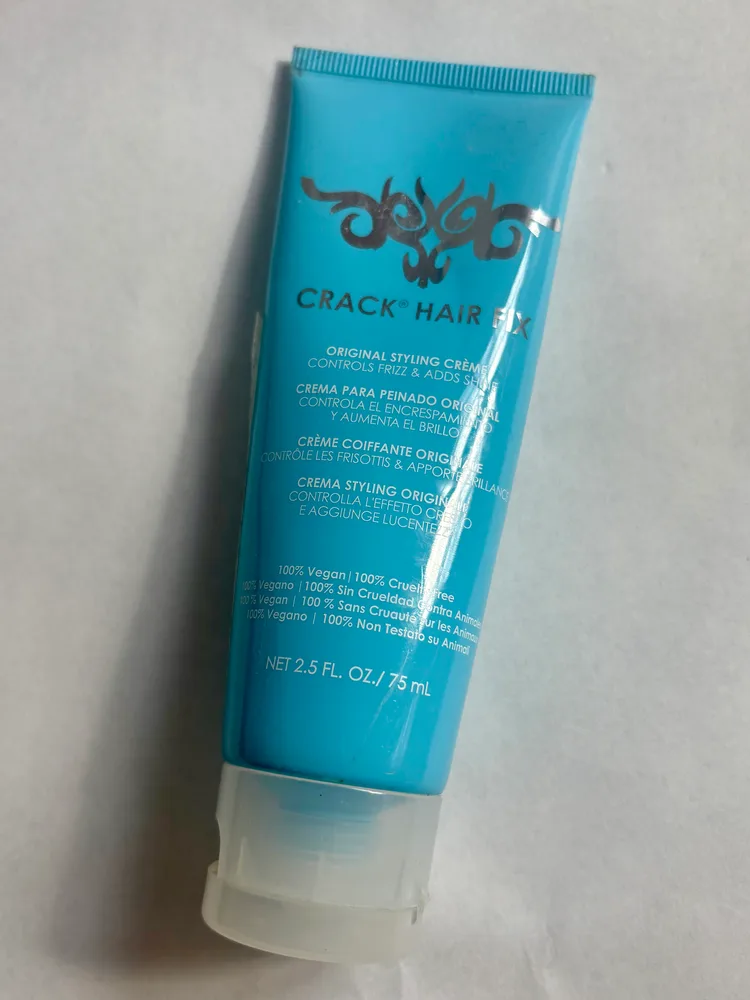 CRACK® HAIR FIX
ORIGINAL STYLING CRÈME
CONTROLS FRIZZ & ADDS SHINE
CREMA PARA PEINADO ORIGINAL
CONTROLA EL ENCRESPAMIENTO
Y AUMENTA EL BRILLO
CRÈME COIFFANTE ORIGINALE
CONTRÔLE LES FRISOTTIS & APPORTE BRILLANCE
CREMA STYLING ORIGINALE
CONTROLLA L'EFFETTO CRESPO
E AGGIUNGE LUCENTEZZA
100% Vegan | 100% Cruelty Free
100% Vegano | 100% Sin Crueldad Contra Animales
100 % Vegan | 100 % Sans Cruauté sur les Animaux
100% Vegano | 100% Non Testato su Animali
NET 2.5 FL. OZ./ 75 mL